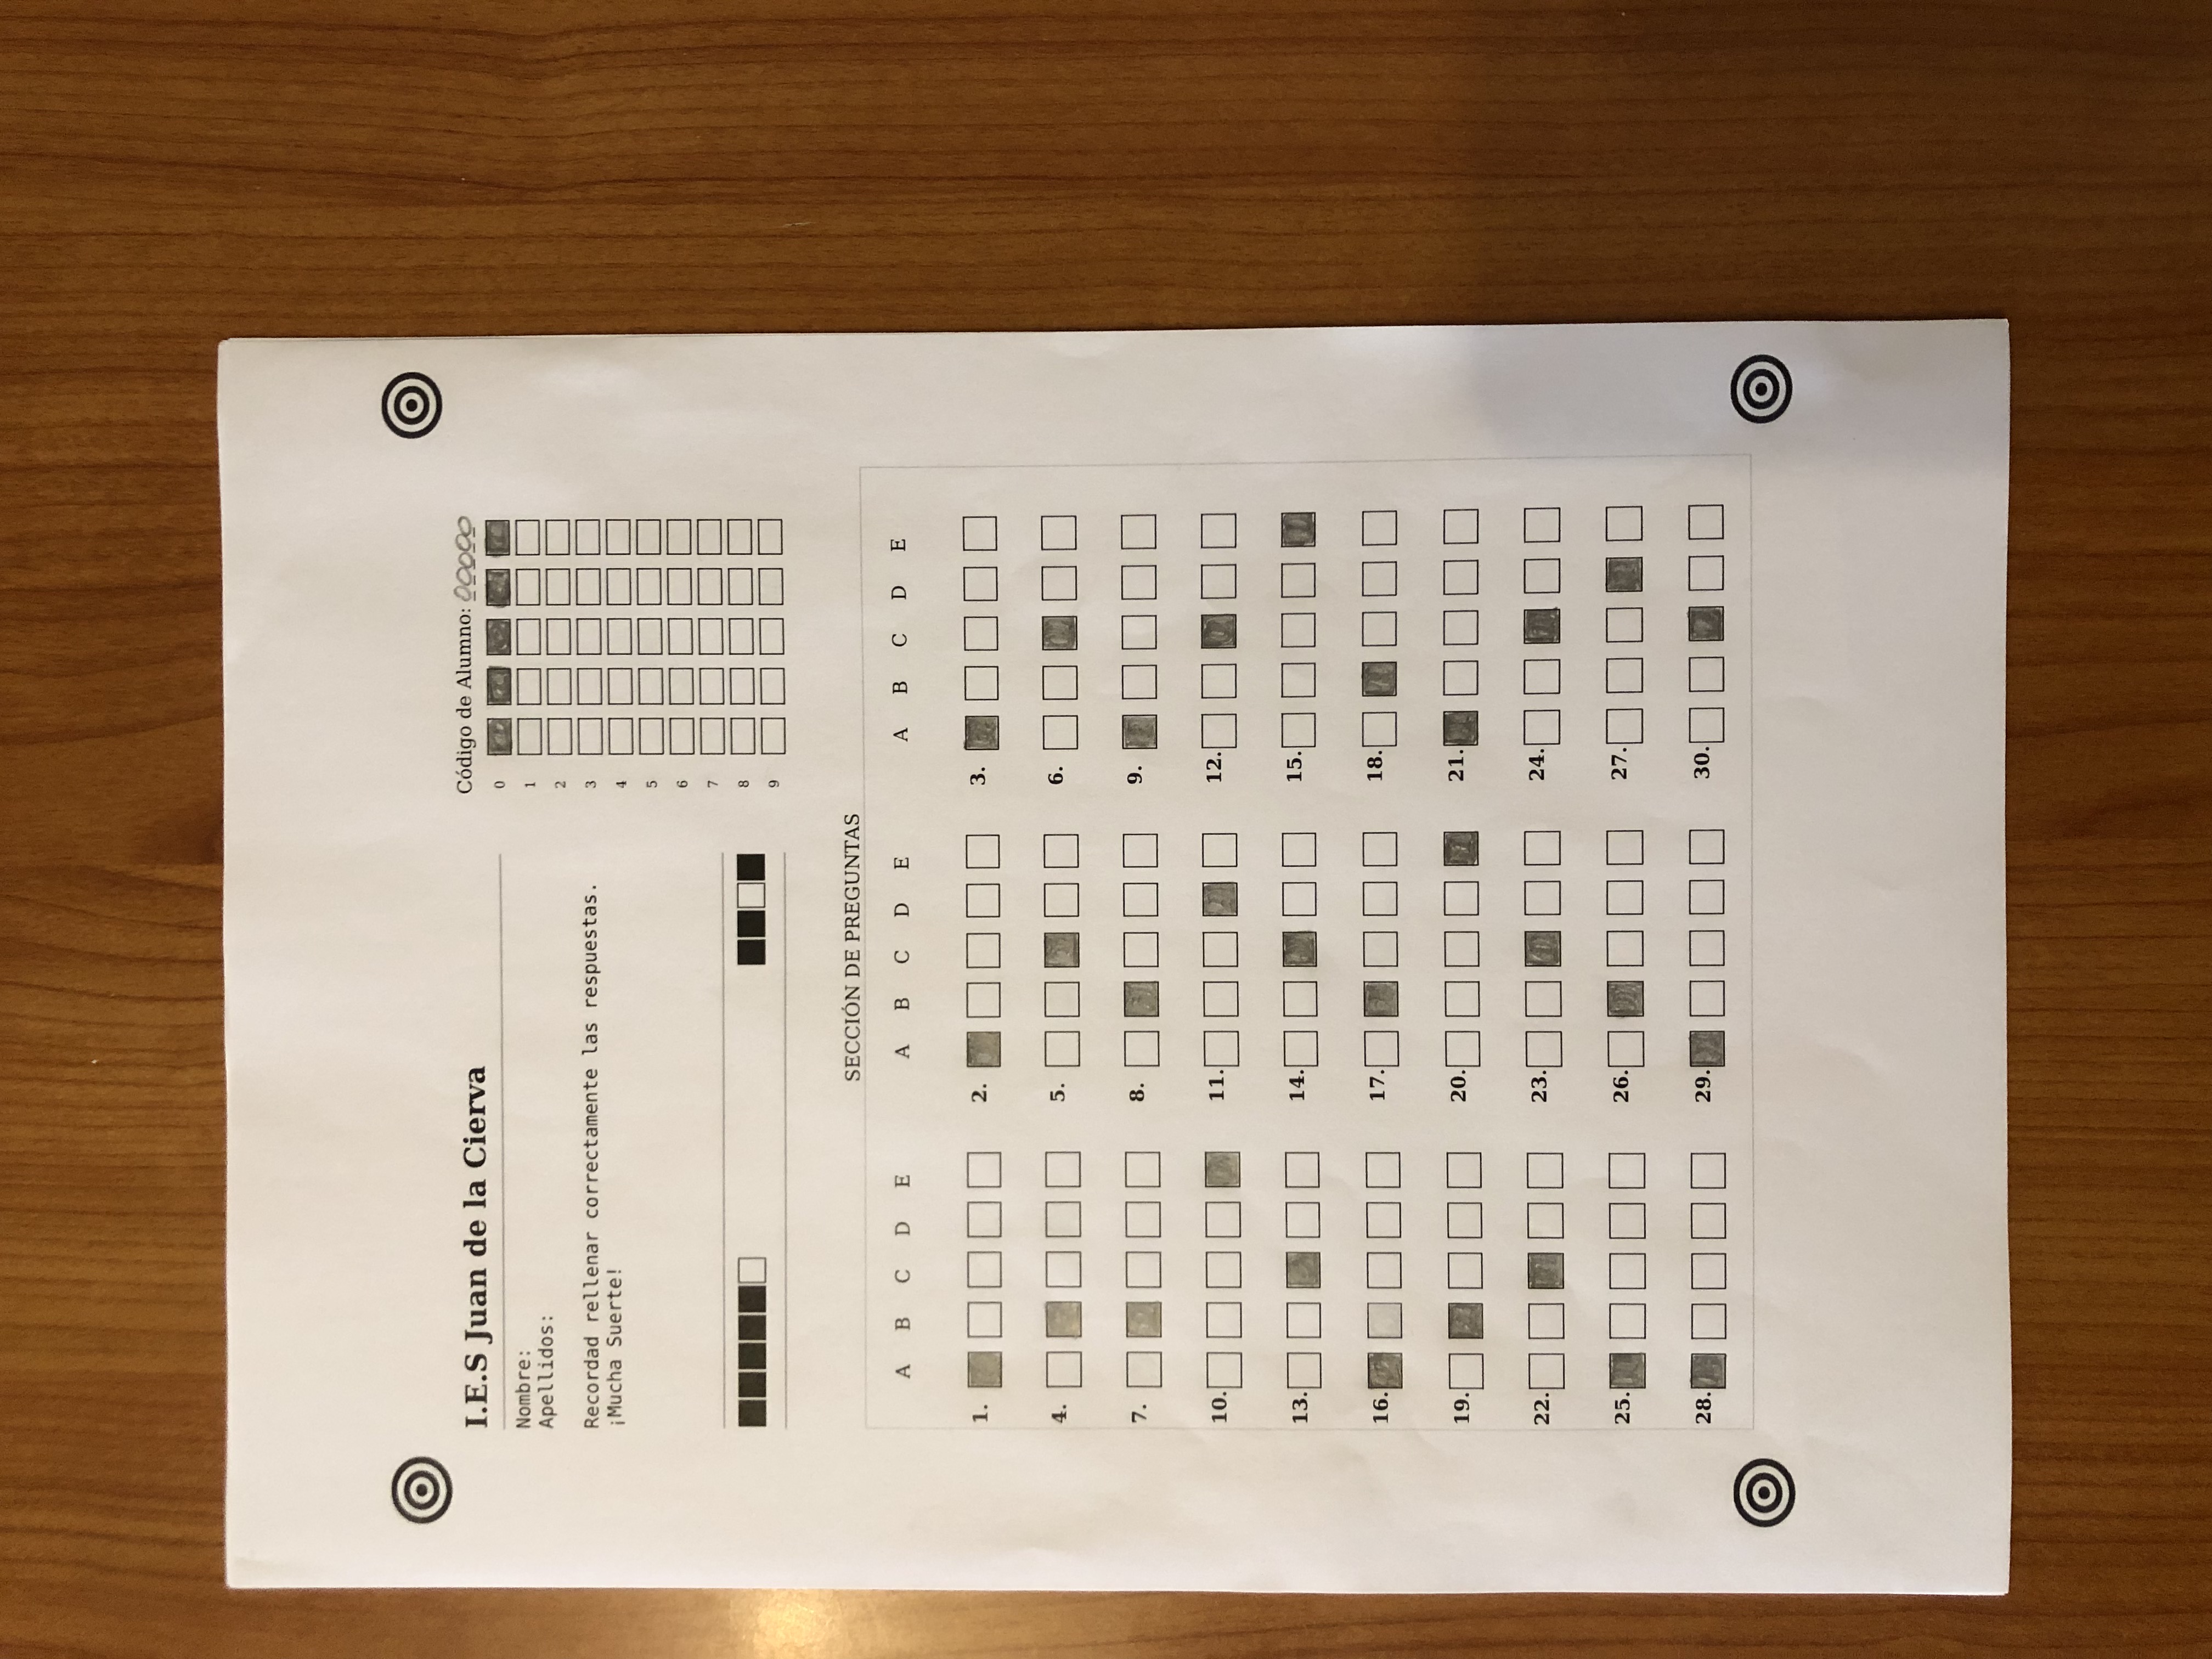 I.E.S Juan de la Cierva
Nombre:
Apellidos:
Recordad rellenar correctamente las respuestas.
¡Mucha Suerte!
Código de Alumno: 00000
0
1
2
3
4
5
6
7
8
9
SECCIÓN DE PREGUNTAS
A B C D E A B C D E A B C D E
1. 2. 3.
4. 5. 6.
7. 8. 9.
10. 11. 12.
13. 14. 15.
16. 17. 18.
19. 20. 21.
22. 23. 24.
25. 26. 27.
28. 29. 30.